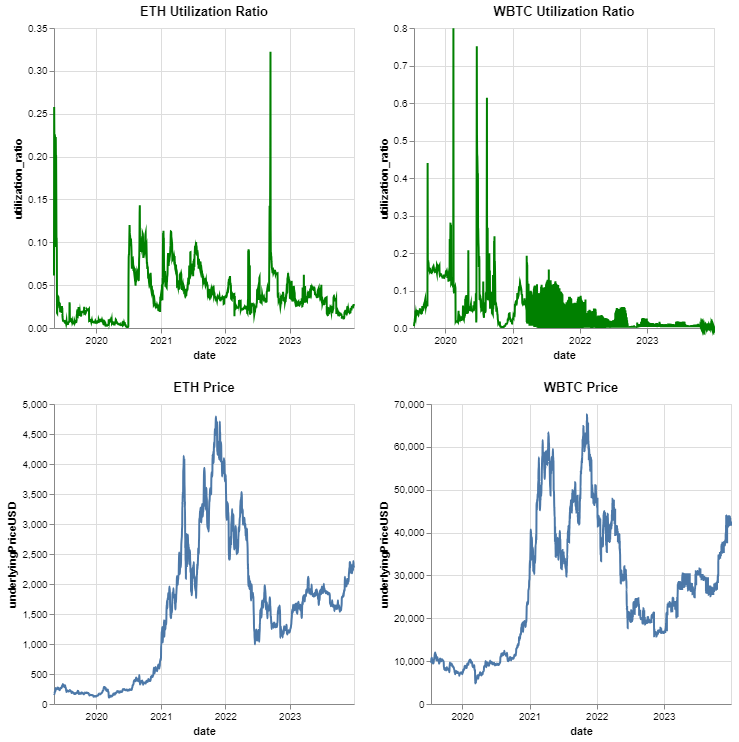 ETH Utilization Ratio
0.35
0.30
0.25
0.20
0.15
0.10
0.05
0.00
utilization_ratio
2020 2021 2022 2023
date
WBTC Utilization Ratio
0.8
0.7
0.6
0.5
0.4
0.3
0.2
0.1
0.0
utilization_ratio
2020 2021 2022 2023
date
ETH Price
5,000
4,500
4,000
3,500
3,000
2,500
2,000
1,500
1,000
500
0
underlyingPriceUSD
2020 2021 2022 2023
date
WBTC Price
70,000
60,000
50,000
40,000
30,000
20,000
10,000
0
underlyingPriceUSD
2020 2021 2022 2023
date